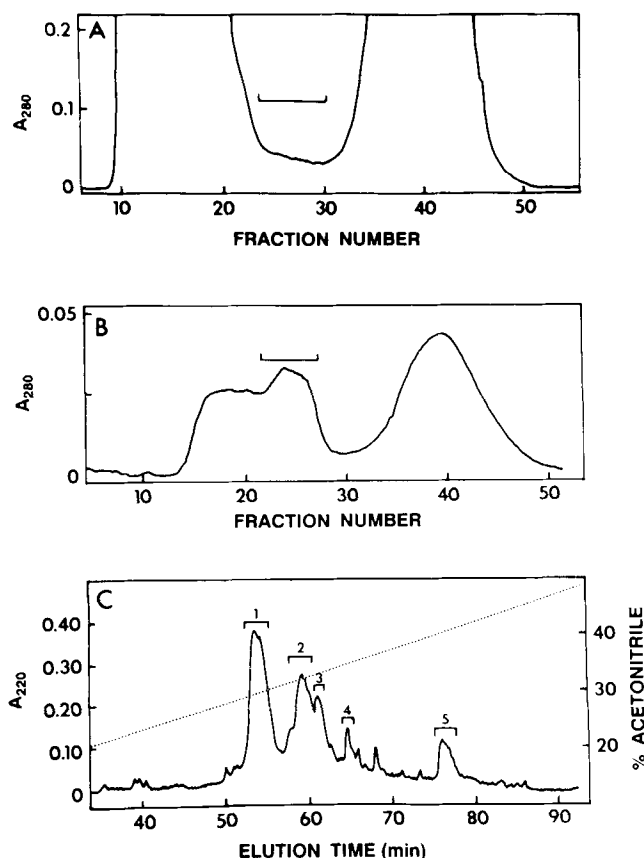 A
0.2
0.1
0
A280
10 20 30 40 50
FRACTION NUMBER
B
0.05
0
A280
10 20 30 40 50
FRACTION NUMBER
C
0.40
0.30
0.20
0.10
0
A220
1 2 3 4 5
40
30
20
% ACETONITRILE
40 50 60 70 80 90
ELUTION TIME (min)